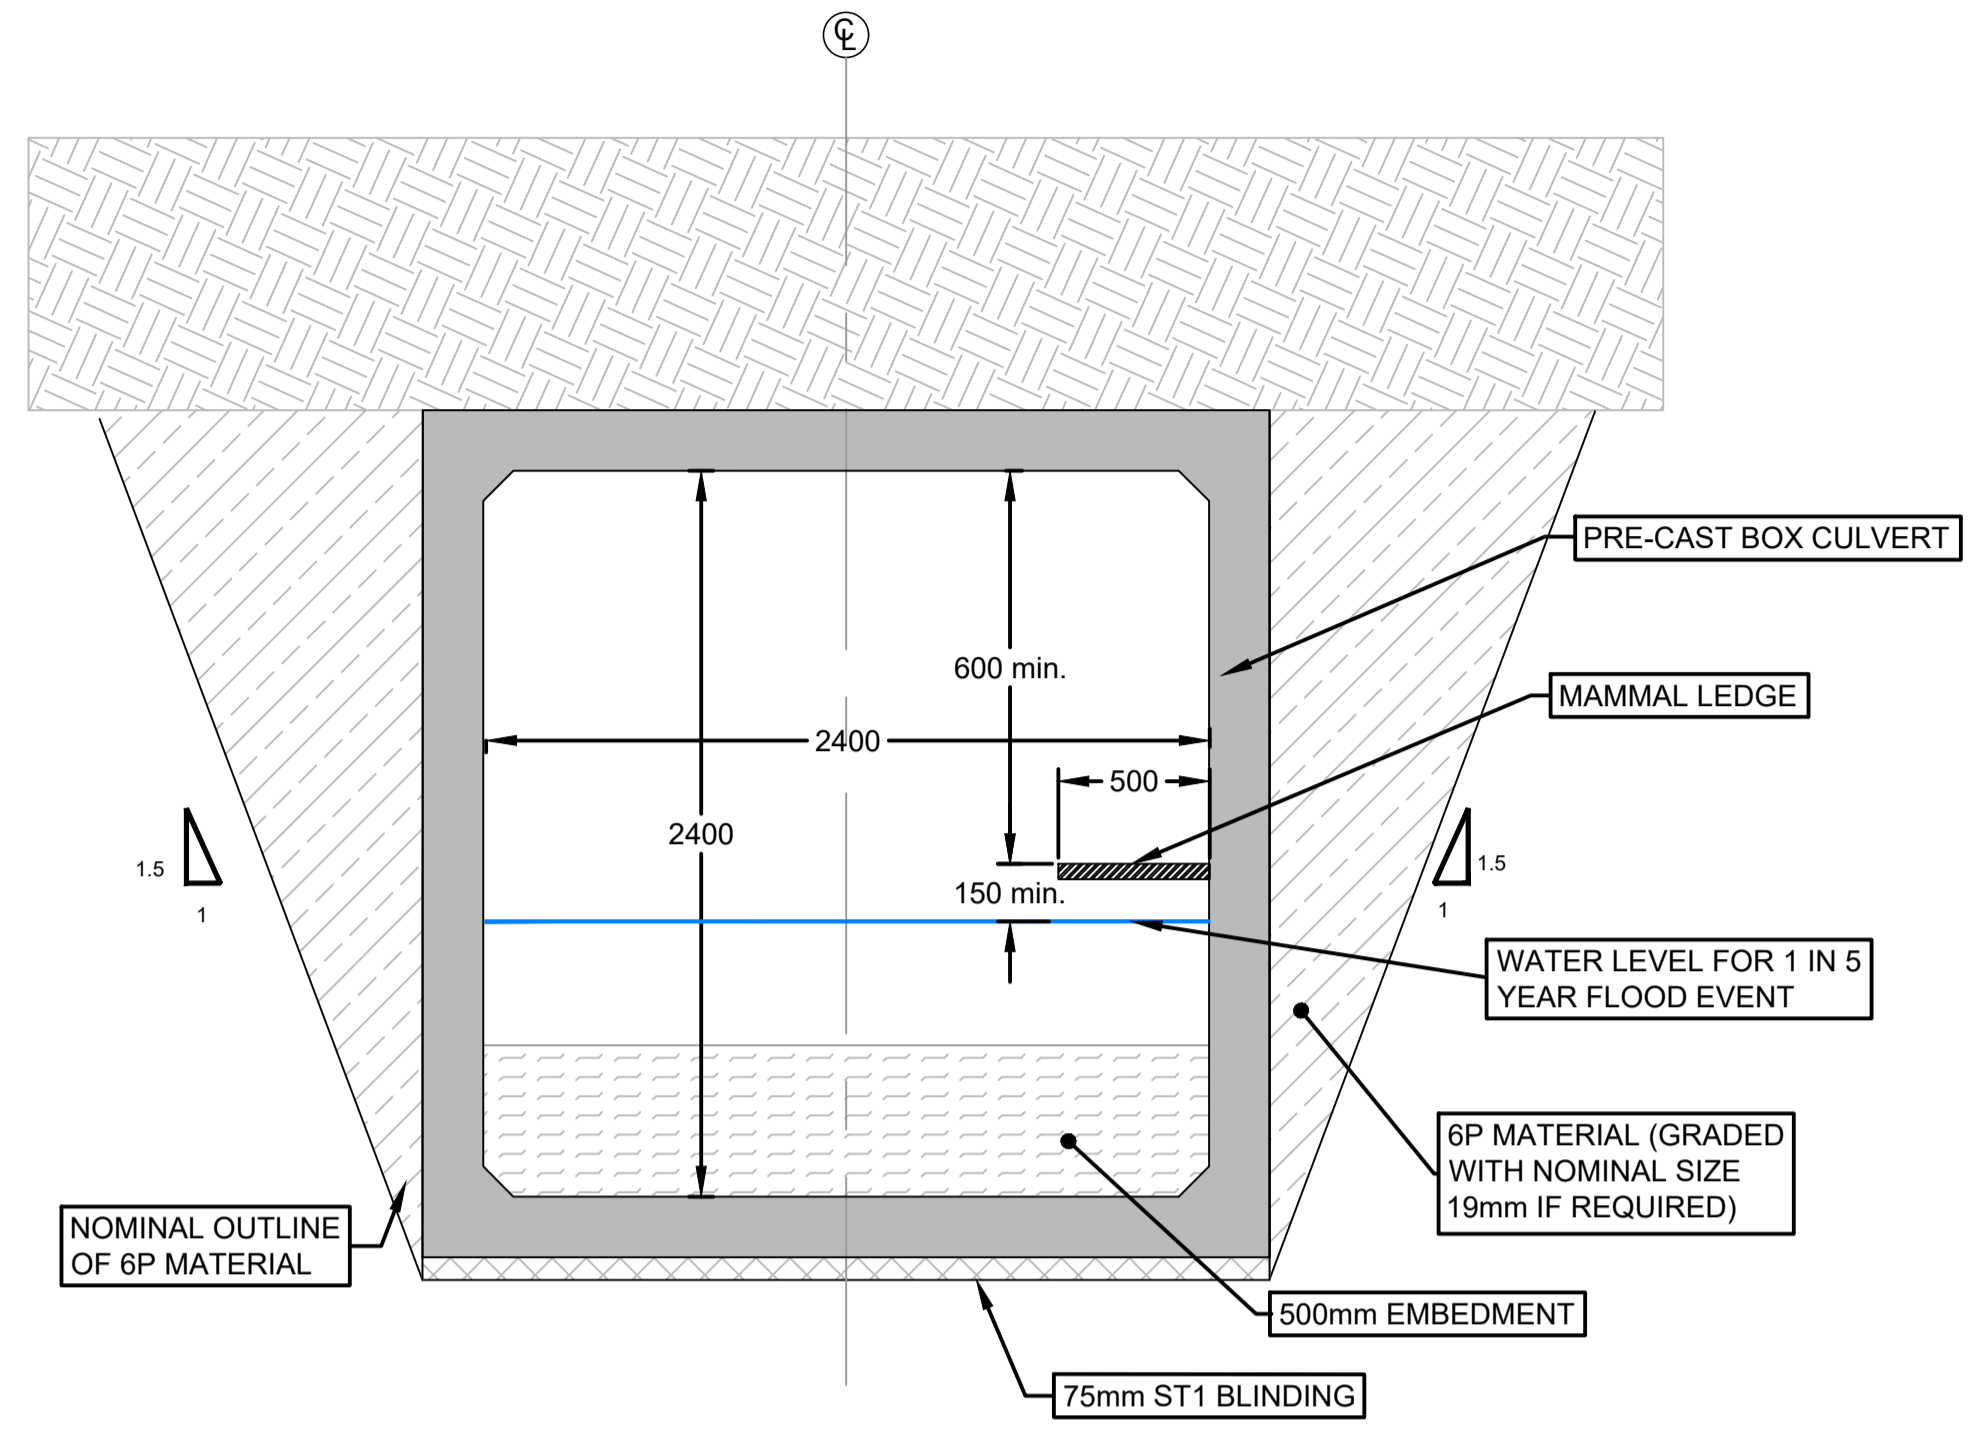 ℄
PRE-CAST BOX CULVERT
600 min.
MAMMAL LEDGE
2400
500
2400
1.5
1
150 min.
1.5
1
WATER LEVEL FOR 1 IN 5
YEAR FLOOD EVENT
6P MATERIAL (GRADED
WITH NOMINAL SIZE
19mm IF REQUIRED)
NOMINAL OUTLINE
OF 6P MATERIAL
500mm EMBEDMENT
75mm ST1 BLINDING